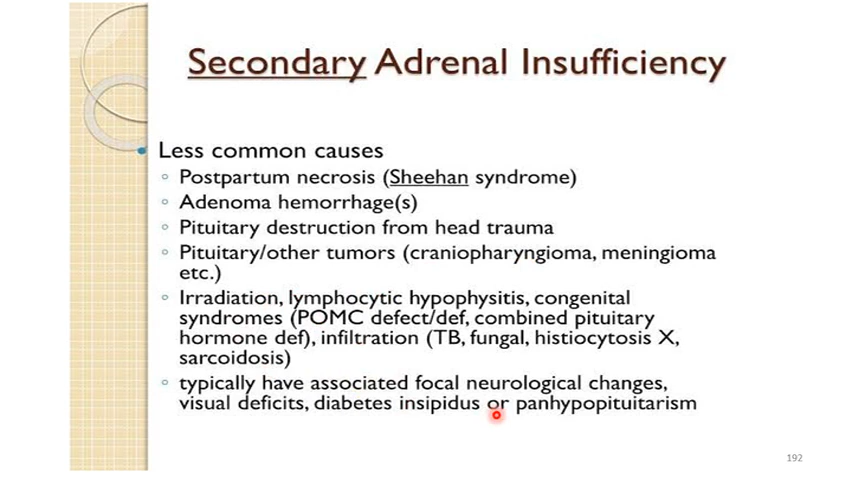 Secondary Adrenal Insufficiency
Less common causes
Postpartum necrosis (Sheehan syndrome)
Adenoma hemorrhage(s)
Pituitary destruction from head trauma
Pituitary/other tumors (craniopharyngioma, meningioma
etc.)
Irradiation, lymphocytic hypophysitis, congenital
syndromes (POMC defect/def, combined pituitary
hormone def), infiltration (TB, fungal, histiocytosis X,
sarcoidosis)
typically have associated focal neurological changes,
visual deficits, diabetes insipidus or panhypopituitarism
192